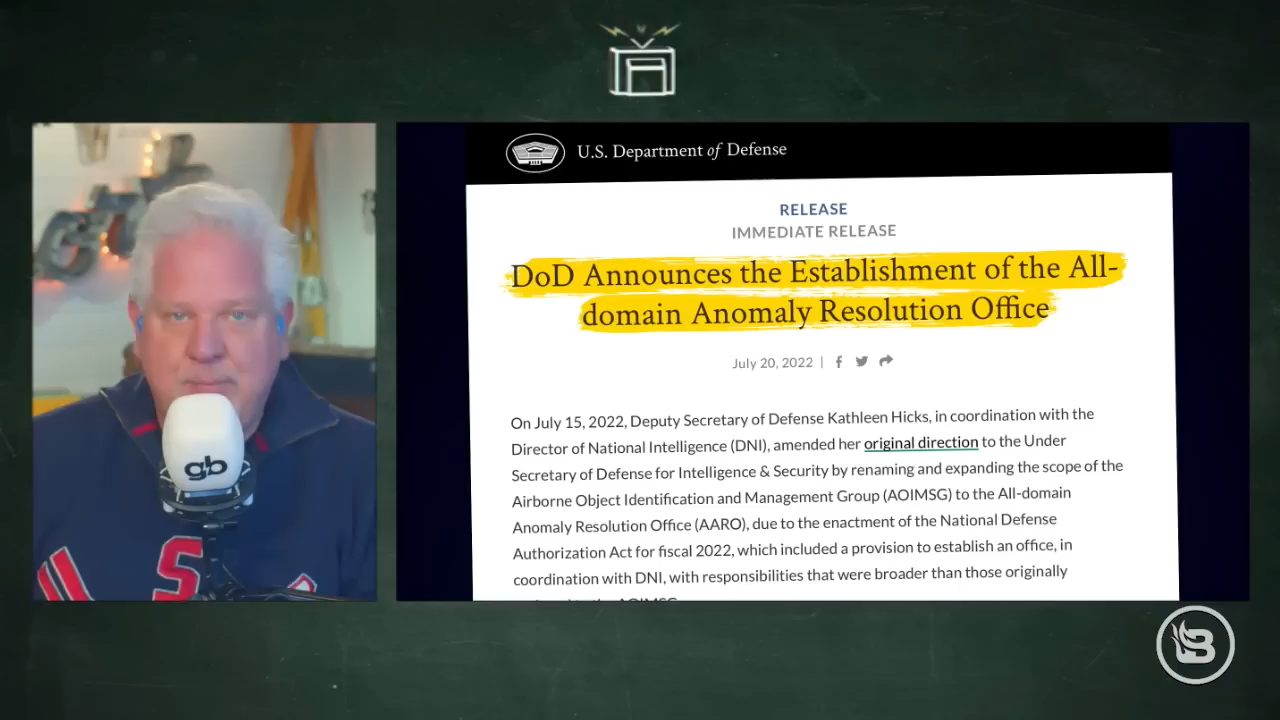 gb
U.S. Department of Defense
RELEASE
IMMEDIATE RELEASE
DoD Announces the Establishment of the All-
domain Anomaly Resolution Office
July 20, 2022 |
On July 15, 2022, Deputy Secretary of Defense Kathleen Hicks, in coordination with the
Director of National Intelligence (DNI), amended her original direction to the Under
Secretary of Defense for Intelligence & Security by renaming and expanding the scope of the
Airborne Object Identification and Management Group (AOIMSG) to the All-domain
Anomaly Resolution Office (AARO), due to the enactment of the National Defense
Authorization Act for fiscal 2022, which included a provision to establish an office, in
coordination with DNI, with responsibilities that were broader than those originally
B